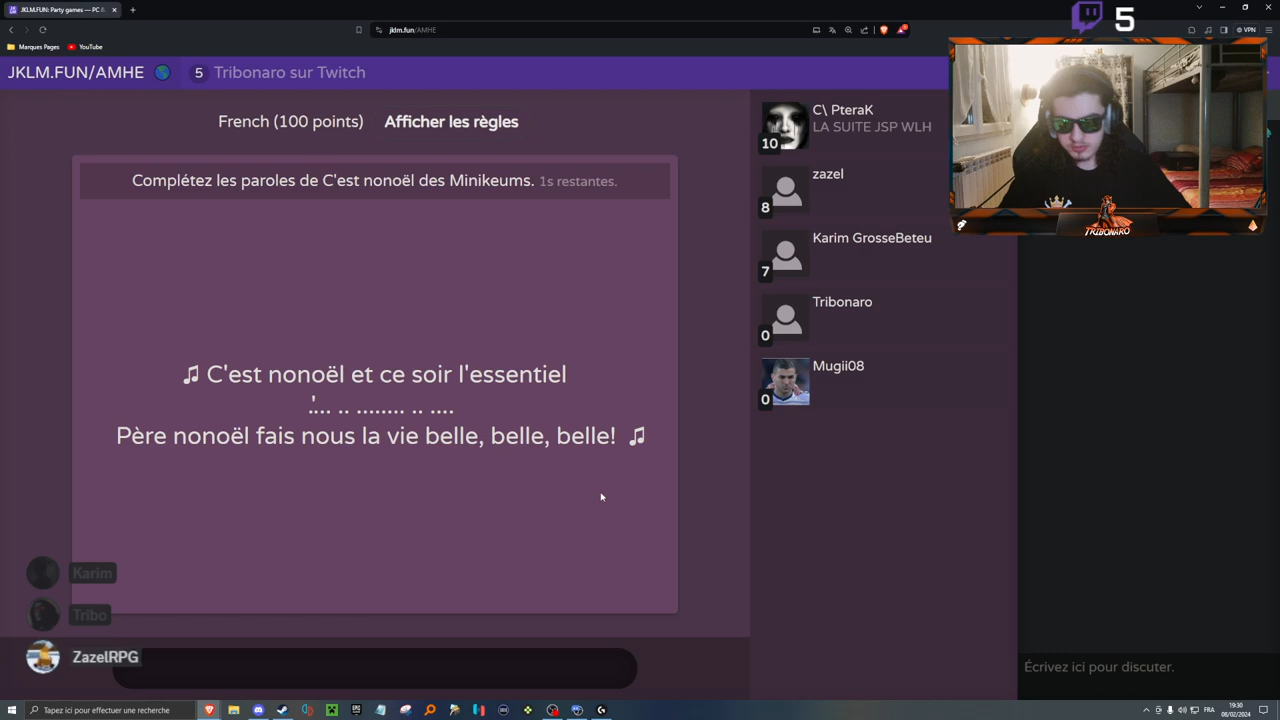 JKLM.FUN: Party games — PC &
5
jklm.fun/AMHE
VPN
Marques Pages
YouTube
JKLM.FUN/AMHE
5 Tribonaro sur Twitch
French (100 points) Afficher les règles
Complétez les paroles de C'est nonoël des Minikeums. 1s restantes.
♫ C'est nonoël et ce soir l'essentiel
'.... .. ........ .. ....
Père nonoël fais nous la vie belle, belle, belle! ♫
C\ PteraK
LA SUITE JSP WLH
10
zazel
8
Karim GrosseBeteu
7
Tribonaro
0
Mugii08
0
TRIBONARO
Karim
Tribo
ZazelRPG
Écrivez ici pour discuter.
Tapez ici pour effectuer une recherche
FRA
19:30
08/02/2024